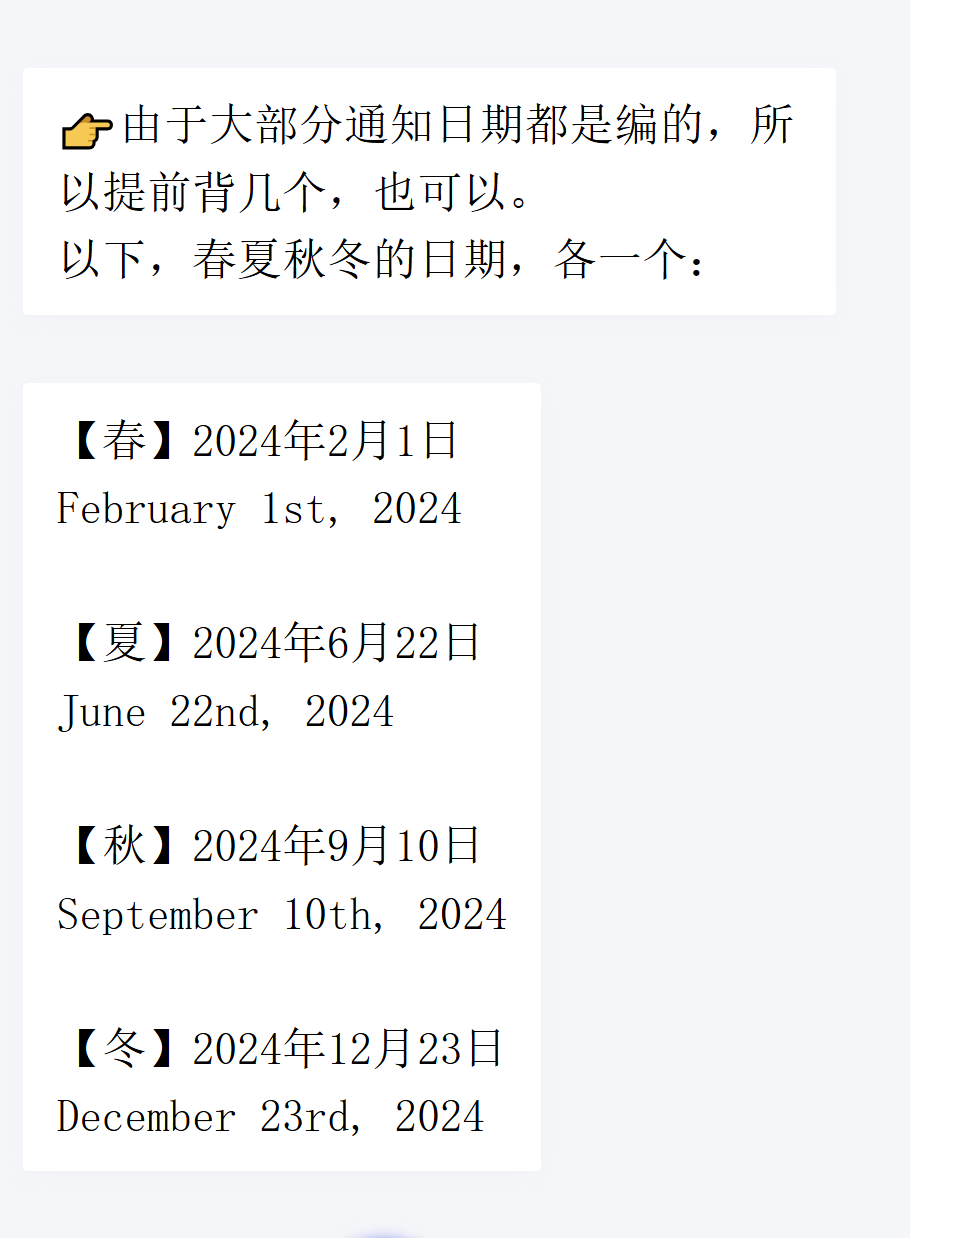 👉由于大部分通知日期都是编的，所
以提前背几个，也可以。
以下，春夏秋冬的日期，各一个：
【春】2024年2月1日
February 1st, 2024
【夏】2024年6月22日
June 22nd, 2024
【秋】2024年9月10日
September 10th, 2024
【冬】2024年12月23日
December 23rd, 2024